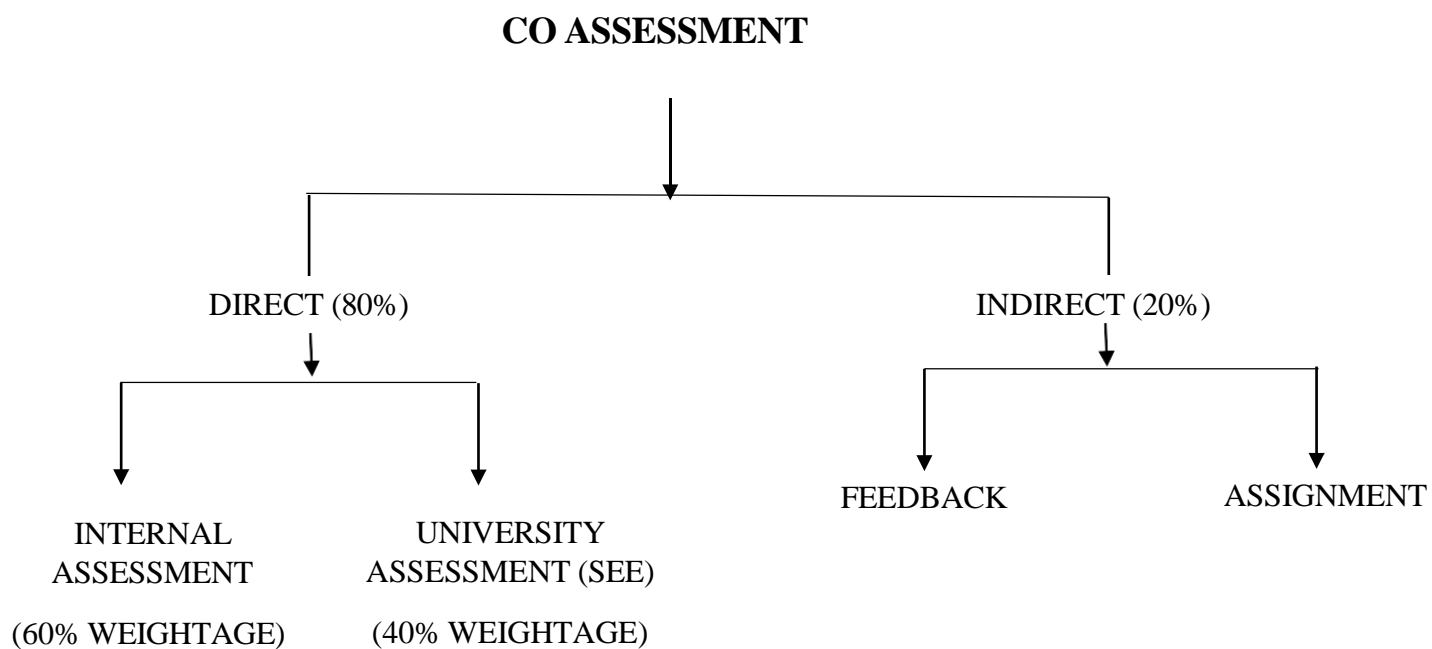 CO ASSESSMENT
DIRECT (80%)
INDIRECT (20%)
INTERNAL
ASSESSMENT
(60% WEIGHTAGE)
UNIVERSITY
ASSESSMENT (SEE)
(40% WEIGHTAGE)
FEEDBACK
ASSIGNMENT